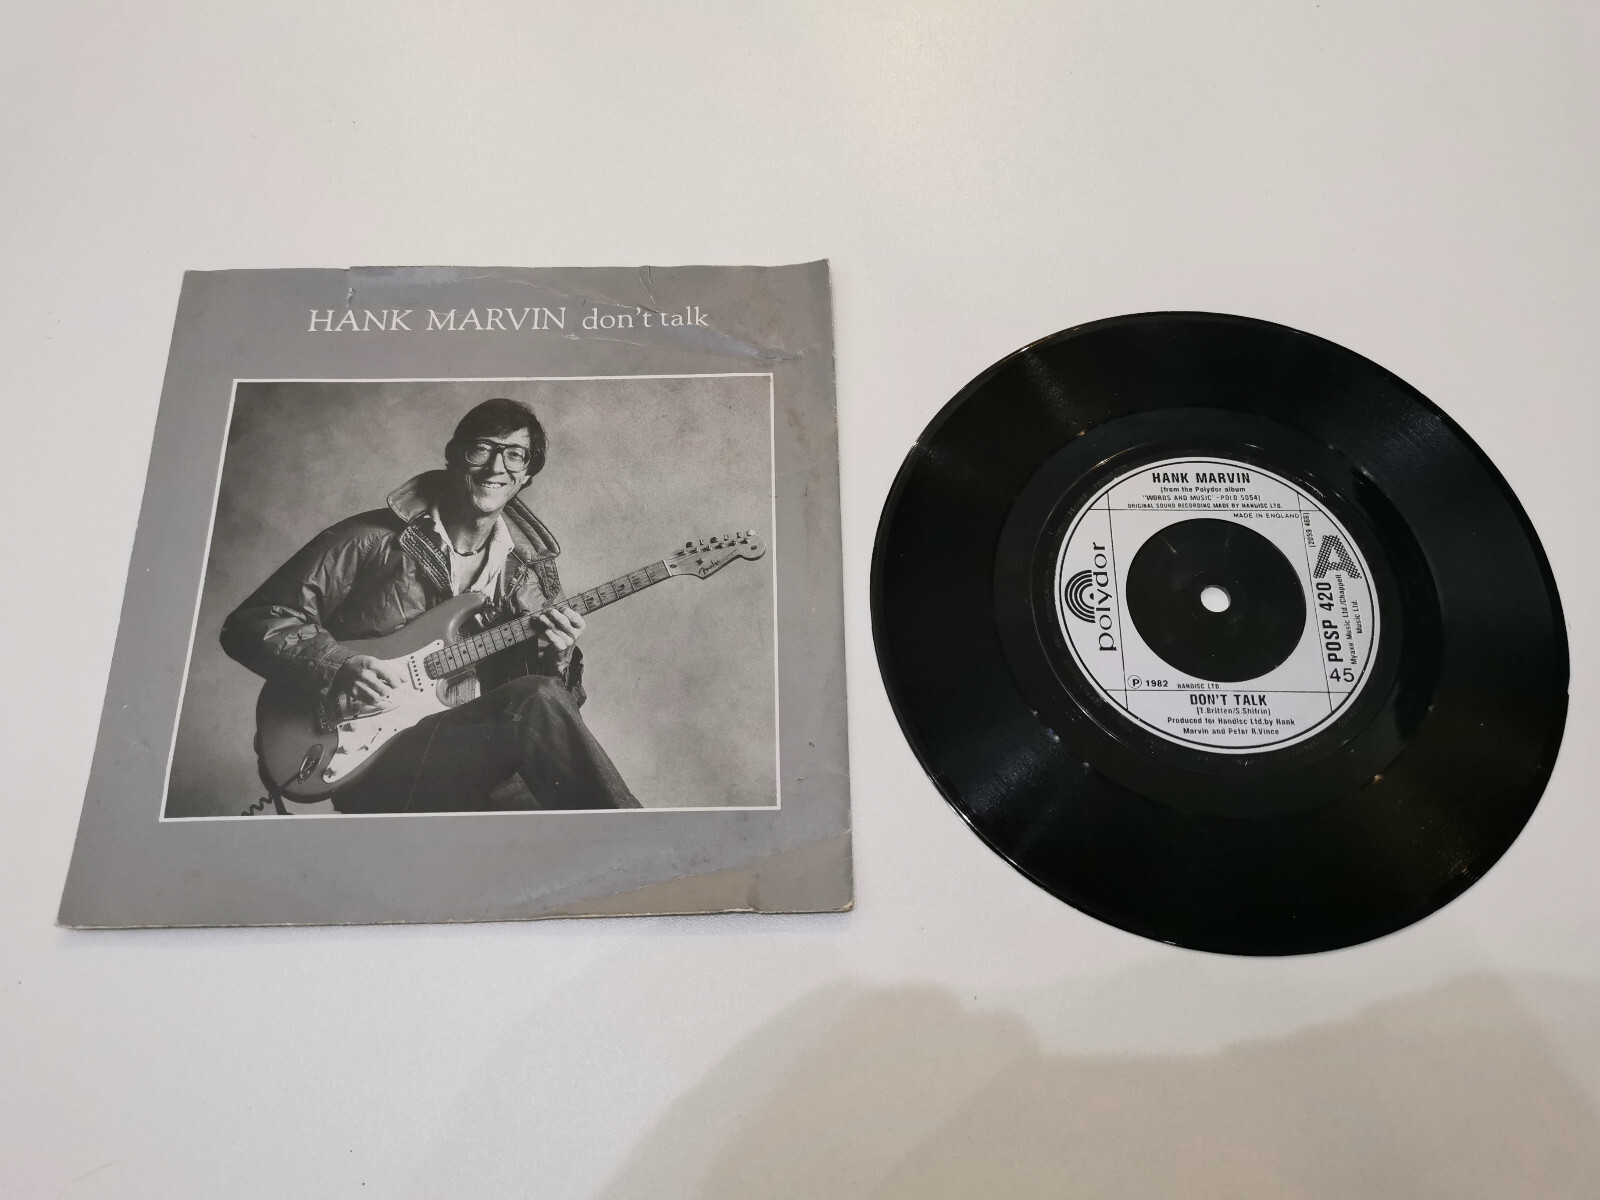 HANK MARVIN don't talk
Fender
HANK MARVIN
(from the Polydor album
"WORDS AND MUSIC" - POLD 5054)
ORIGINAL SOUND RECORDING MADE BY HANDISC LTD.
MADE IN ENGLAND
polydor
(2059 466)
A
POSP 420
45
Myaxe Music Ltd./Chappell
Music Ltd.
℗ 1982 HANDISC LTD.
DON'T TALK
(T.Britten/S.Shifrin)
Produced for Handisc Ltd.by Hank
Marvin and Peter R.Vince